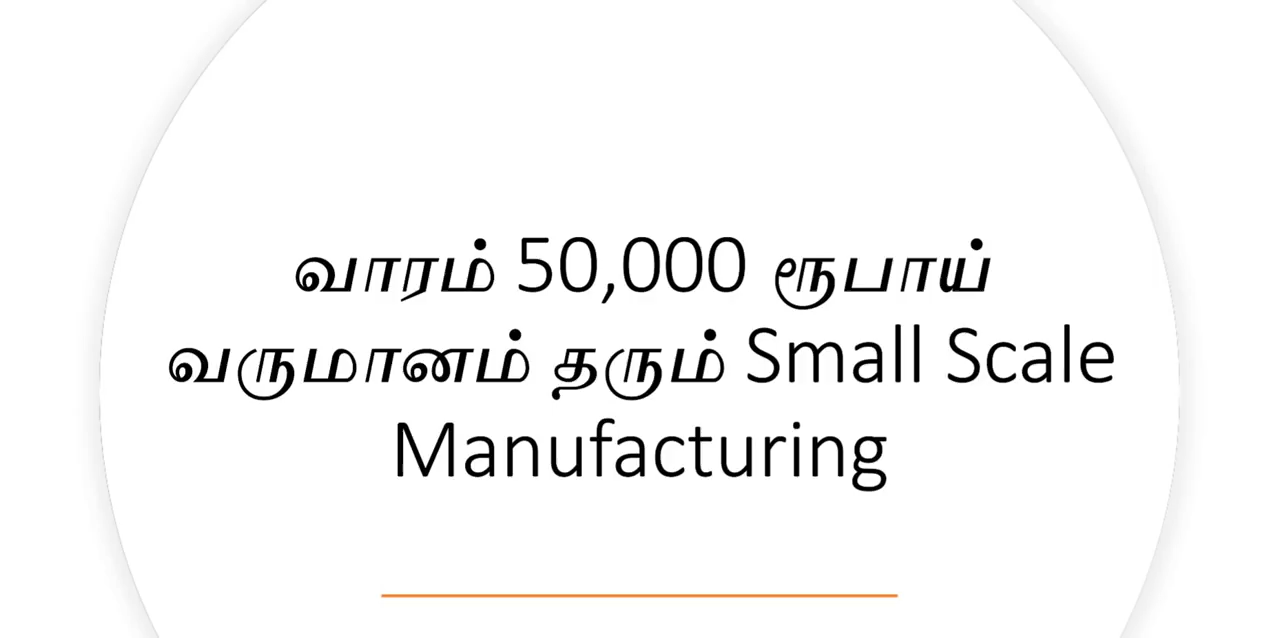 வாரம் 50,000 ரூபாய்
வருமானம் தரும் Small Scale
Manufacturing